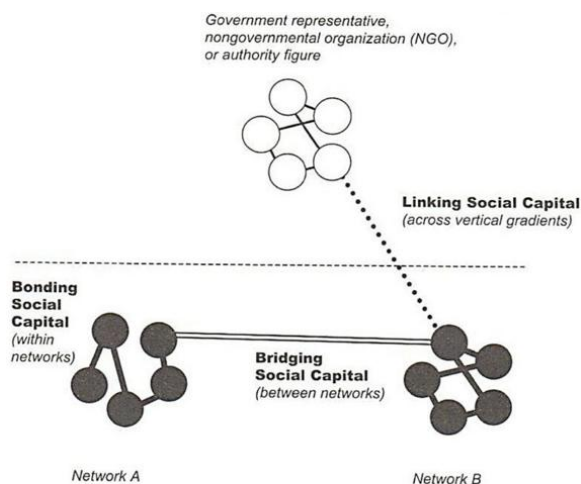 Government representative,
nongovernmental organization (NGO),
or authority figure
Linking Social Capital
(across vertical gradients)
Bonding
Social
Capital
(within
networks)
Bridging
Social Capital
(between networks)
Network A
Network B